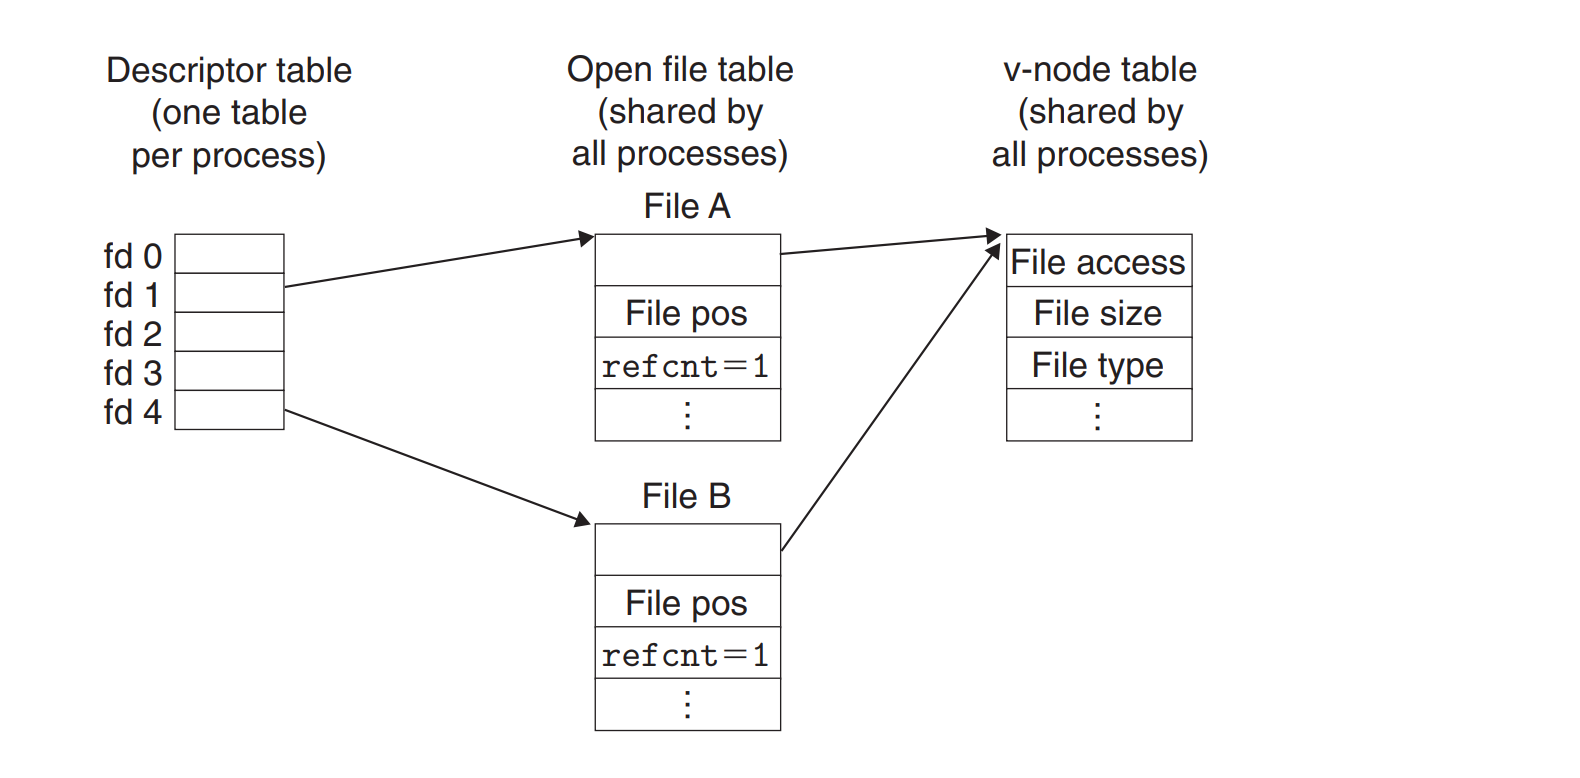 Descriptor table
(one table
per process)
Open file table
(shared by
all processes)
v-node table
(shared by
all processes)
fd 0
fd 1
fd 2
fd 3
fd 4
File A
File pos
refcnt=1
⋮
File B
File pos
refcnt=1
⋮
File access
File size
File type
⋮